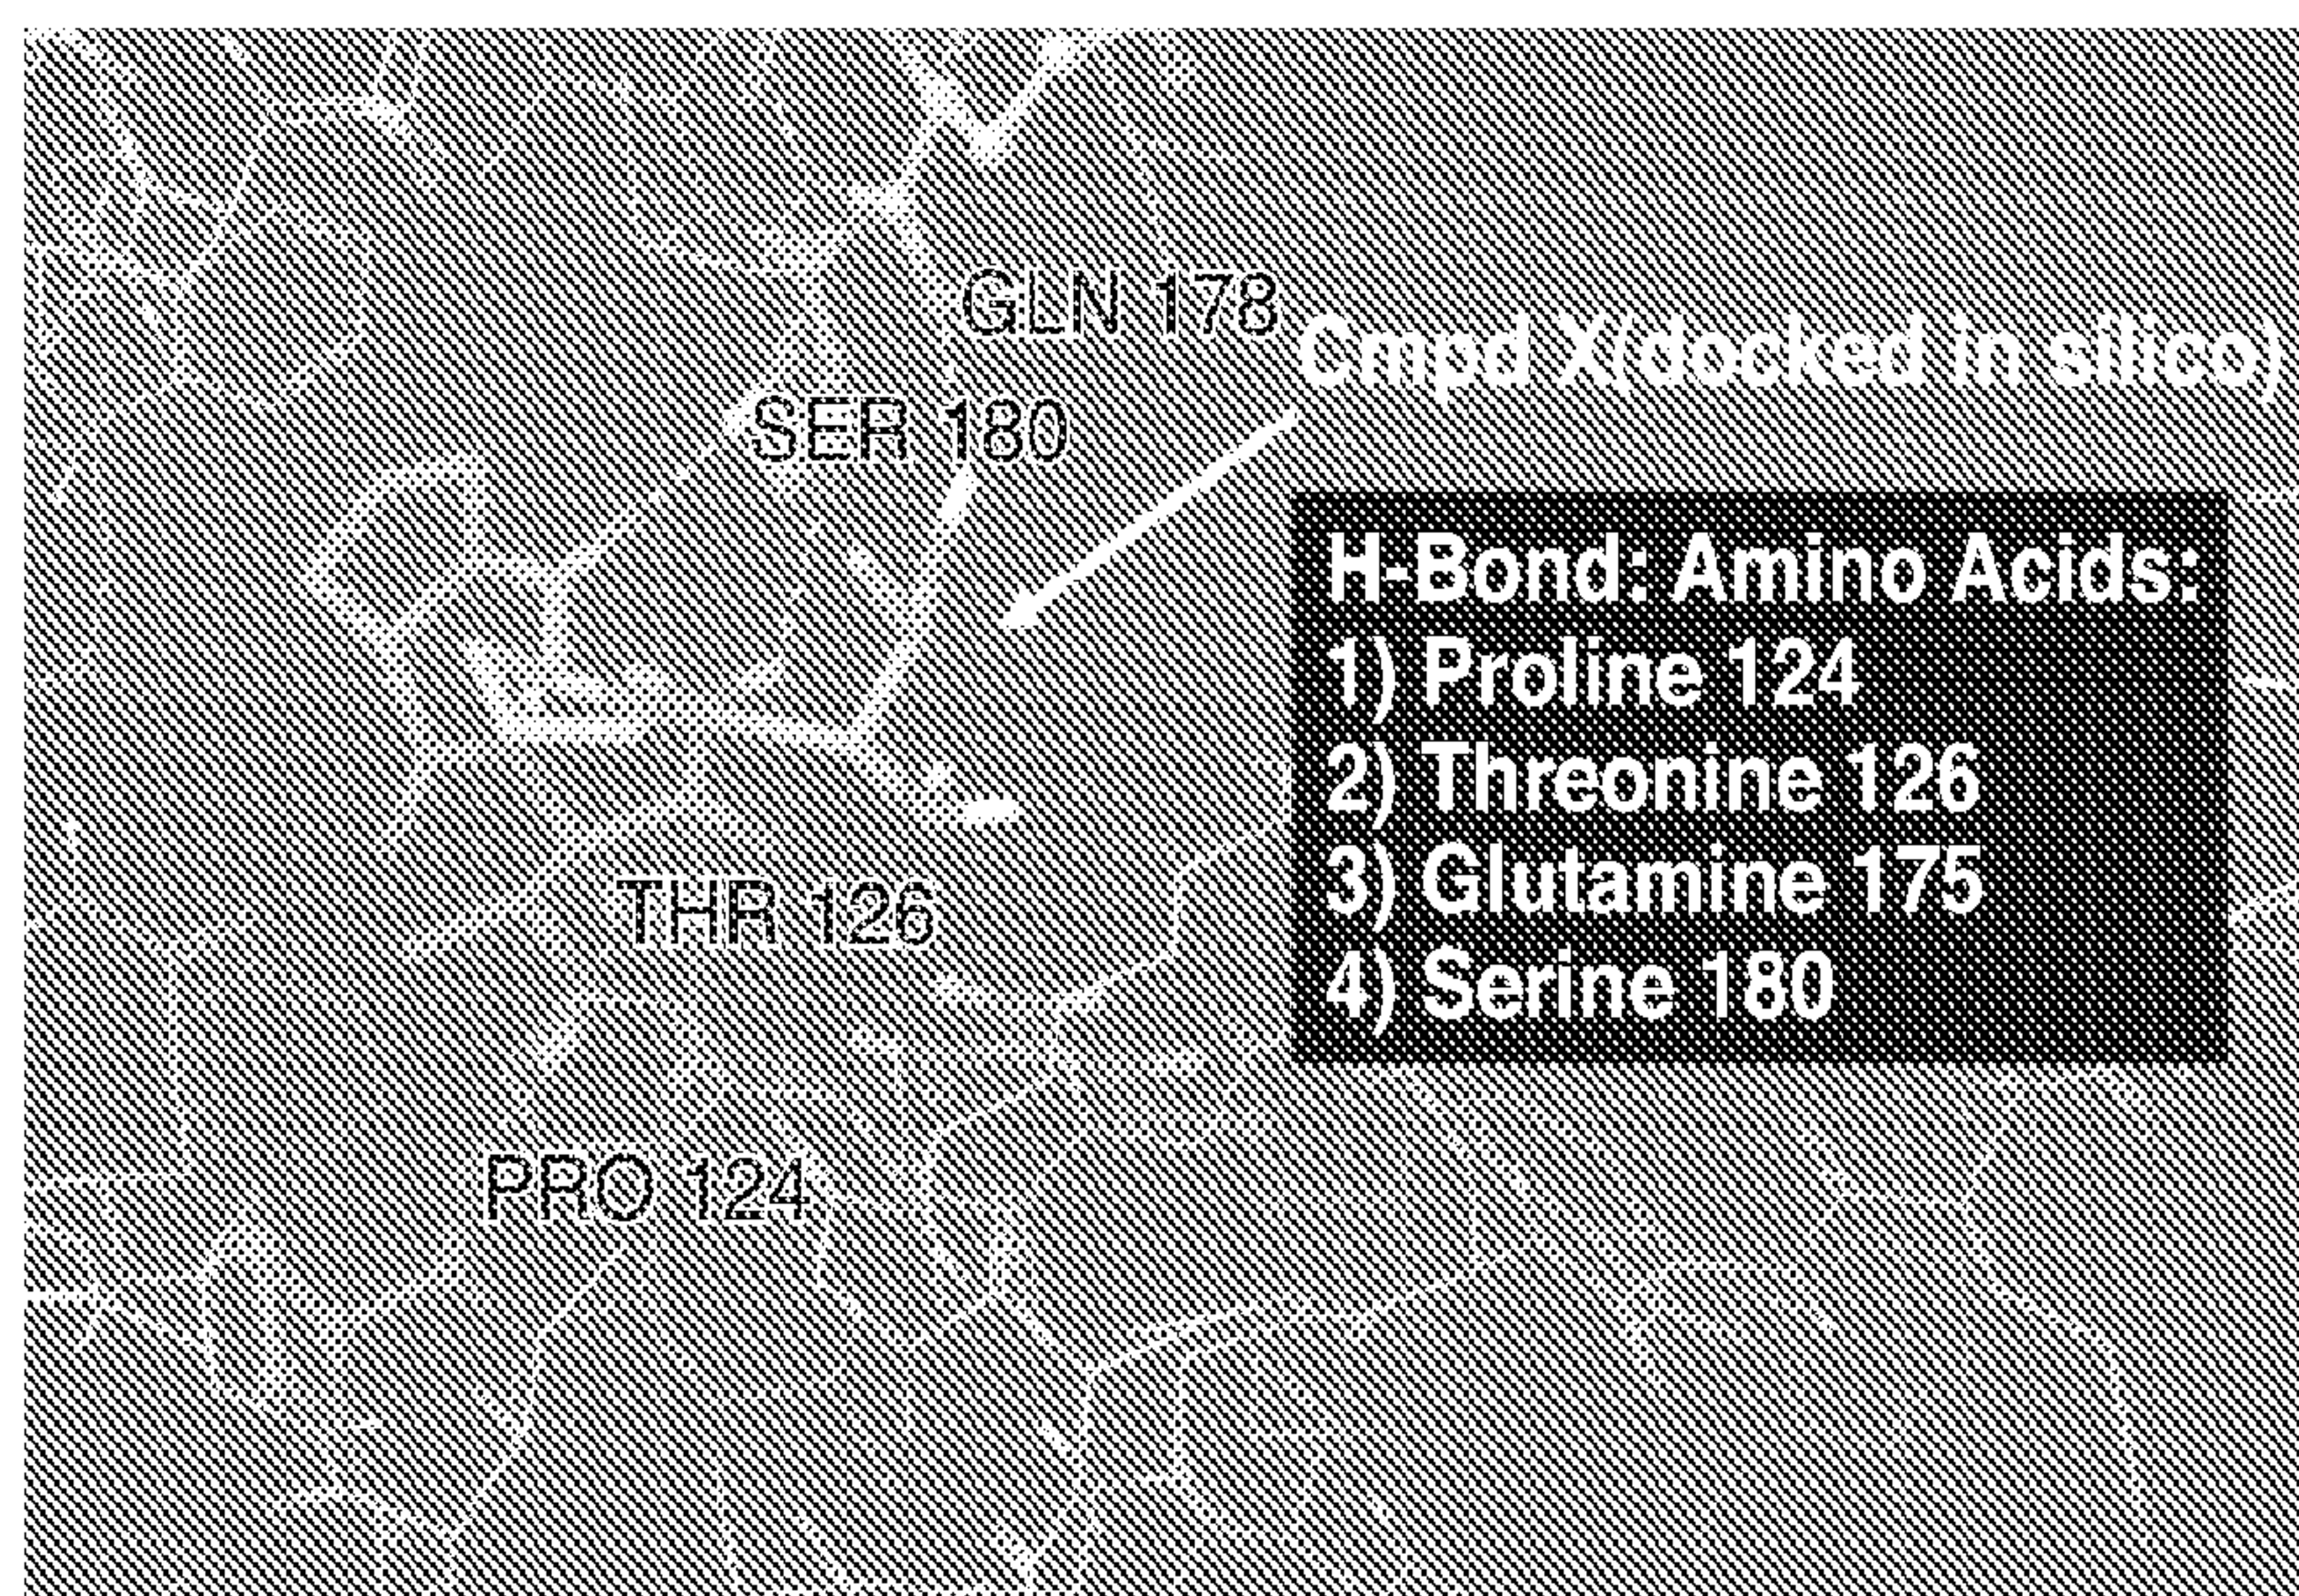 GLN 178
Cmpd X(docked in silico)
SER 180
H-Bond: Amino Acids:
1) Proline 124
2) Threonine 126
3) Glutamine 175
4) Serine 180
THR 126
PRO 124